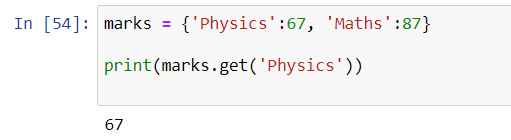 In [54]: marks = {'Physics':67, 'Maths':87}
print(marks.get('Physics'))
67